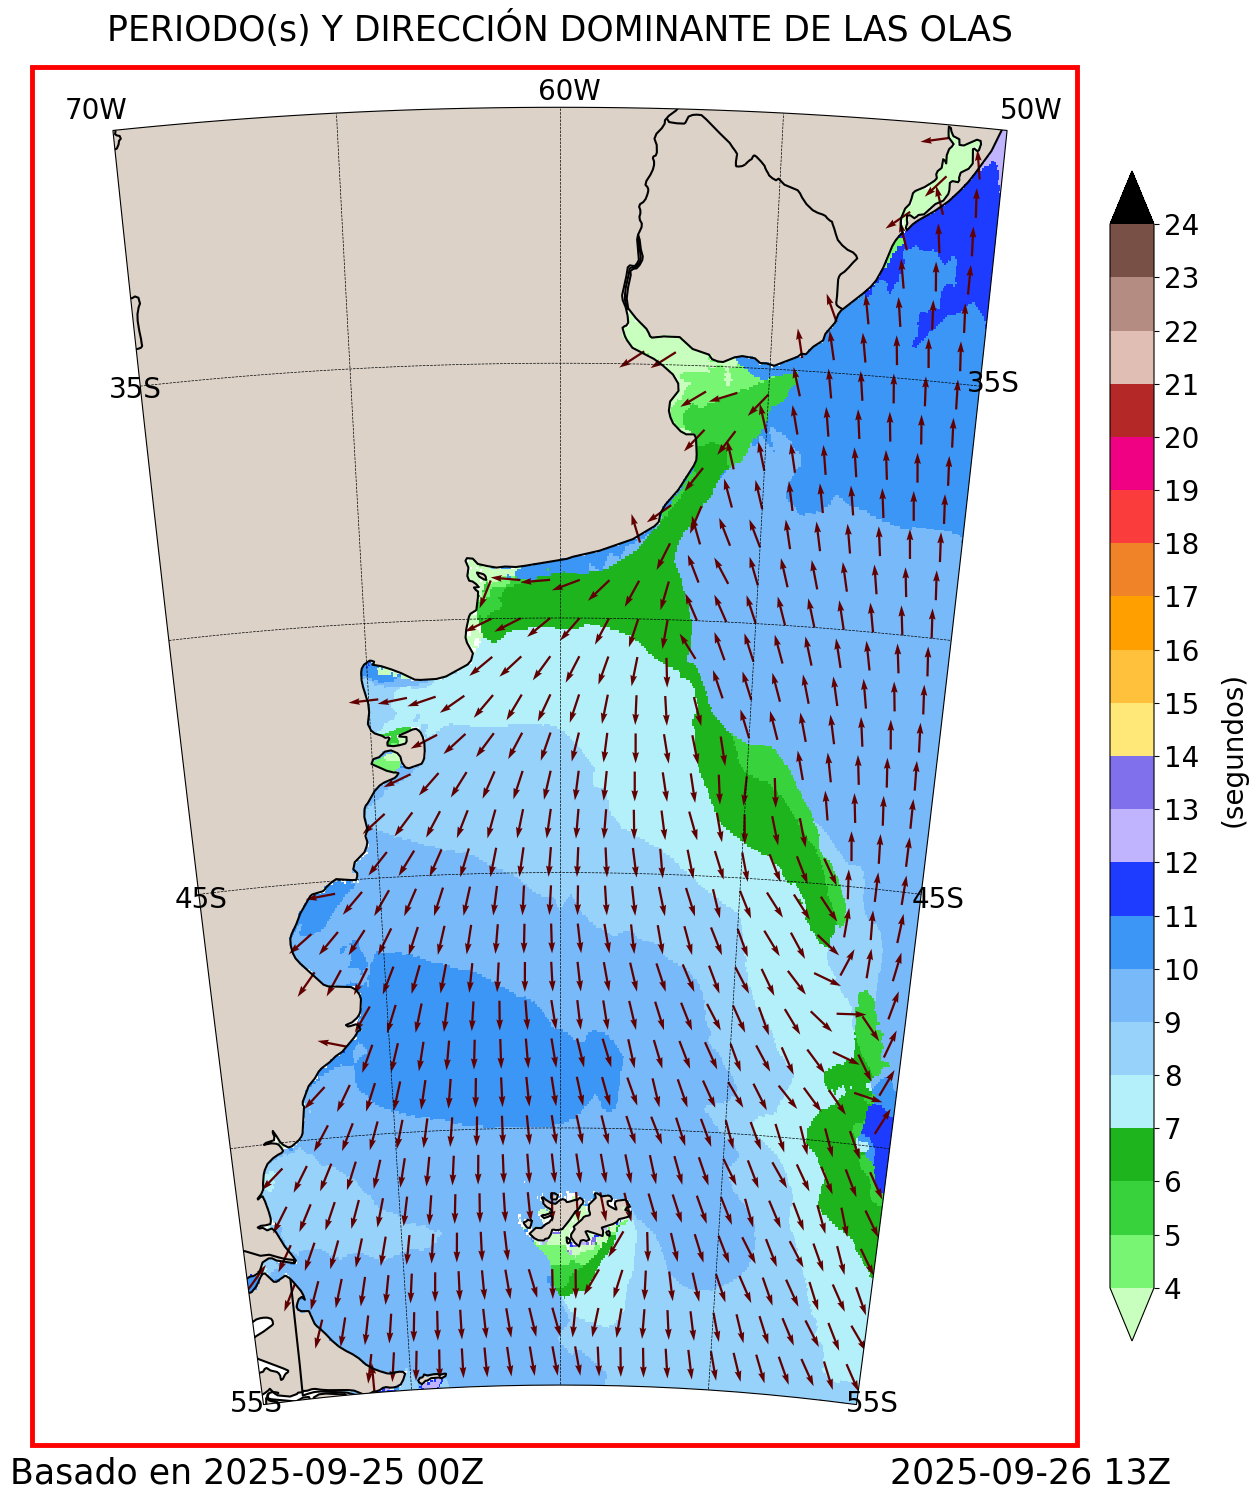 PERIODO(s) Y DIRECCIÓN DOMINANTE DE LAS OLAS
70W
60W
50W
35S
35S
45S
45S
55S
55S
24
23
22
21
20
19
18
17
16
15
14
13
12
11
10
9
8
7
6
5
4
(segundos)
Basado en 2025-09-25 00Z
2025-09-26 13Z